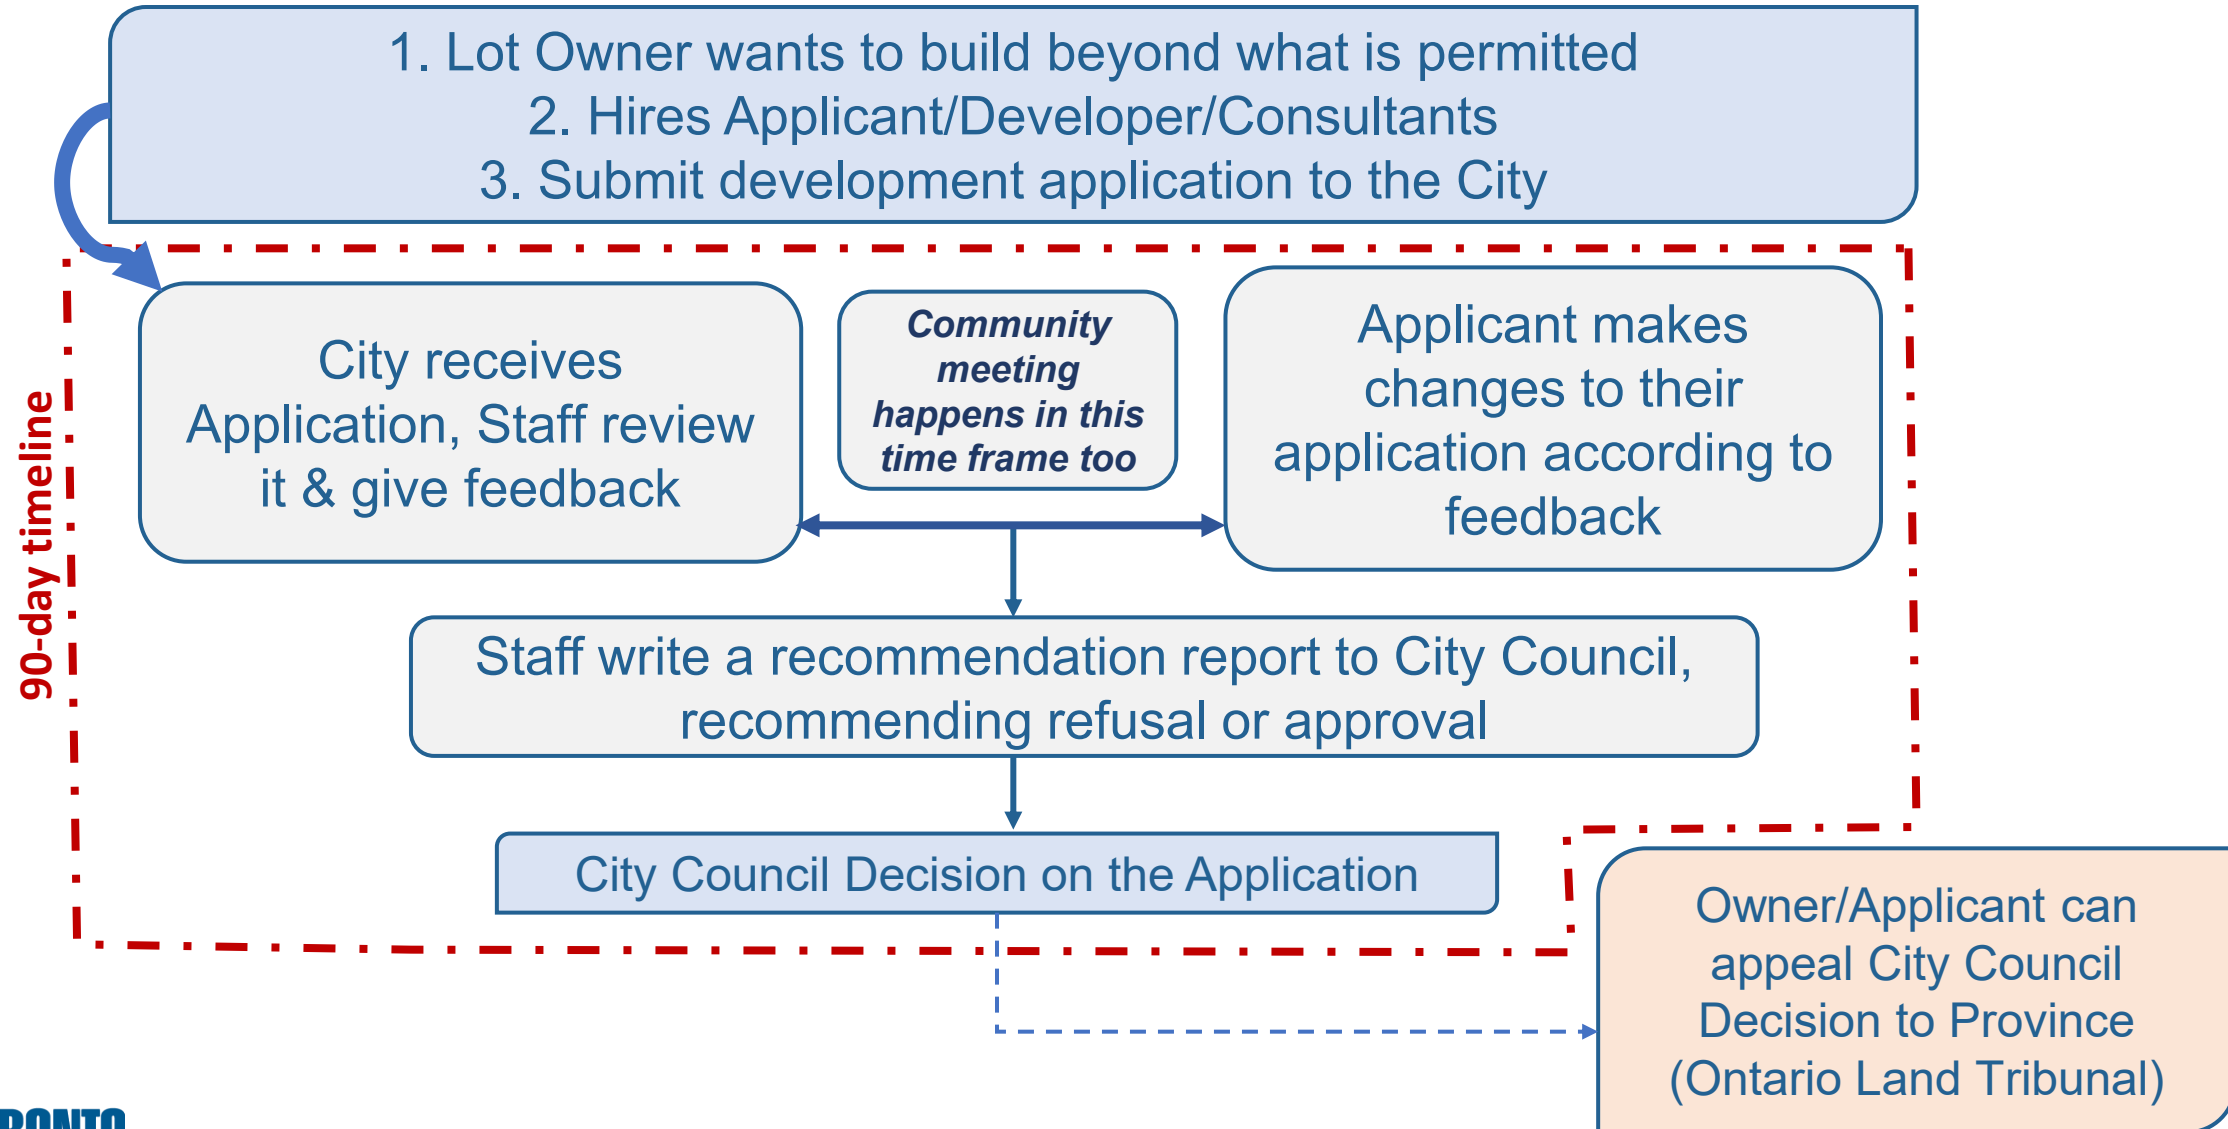 1. Lot Owner wants to build beyond what is permitted
2. Hires Applicant/Developer/Consultants
3. Submit development application to the City
90-day timeline
City receives
Application, Staff review
it & give feedback
Community
meeting
happens in this
time frame too
Applicant makes
changes to their
application according to
feedback
Staff write a recommendation report to City Council,
recommending refusal or approval
City Council Decision on the Application
Owner/Applicant can
appeal City Council
Decision to Province
(Ontario Land Tribunal)